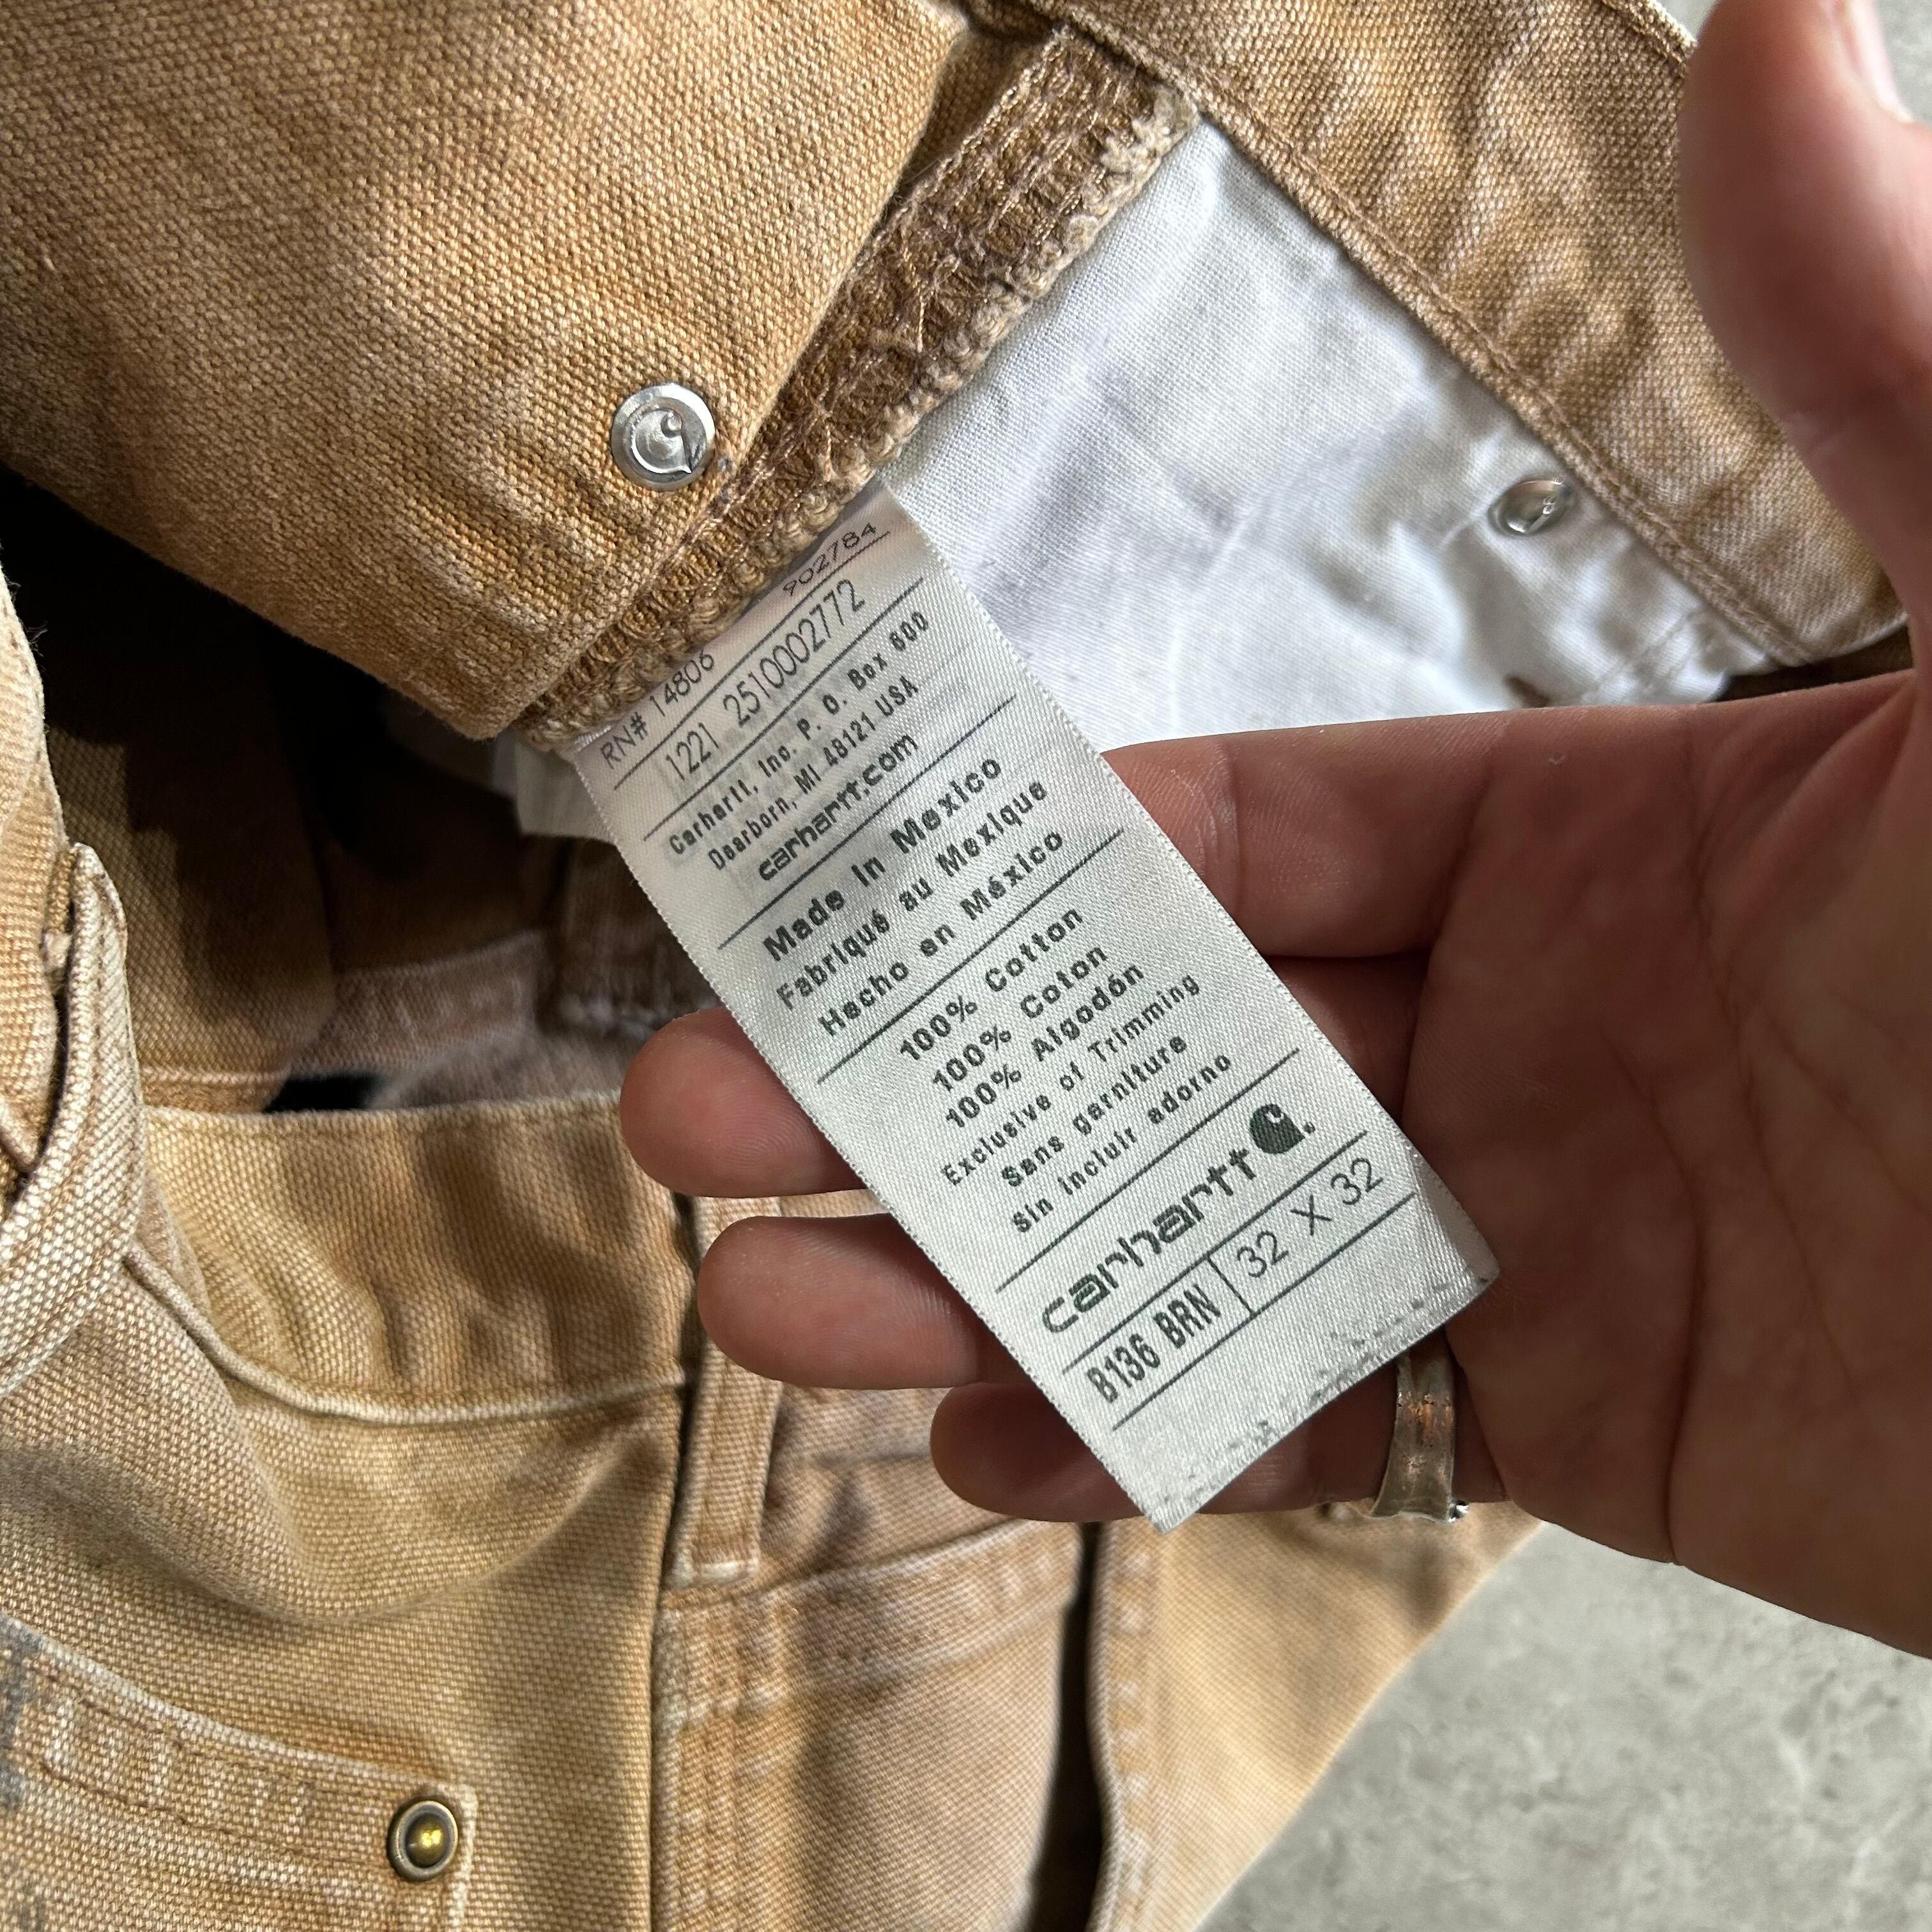 RN# 14806 902784
1221 2510002772
Carhartt, Inc. P. O. Box 600
Dearborn, MI 48121 USA
carhartt.com
Made in Mexico
Fabriqué au Mexique
Hecho en México
100% Cotton
100% Coton
100% Algodón
Exclusive of Trimming
Sans garniture
Sin incluir adorno
carhartt
B136 BRN 32 X 32